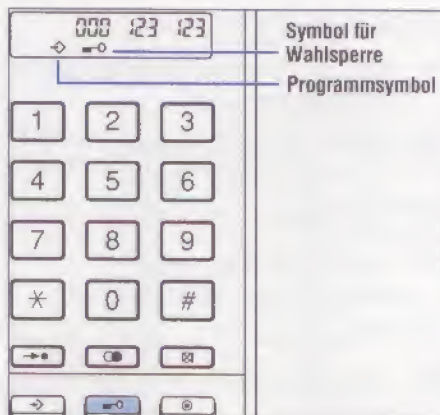 000 123 123
Symbol für
Wahlsperre
Programmsymbol
1 2 3
4 5 6
7 8 9
* 0 #